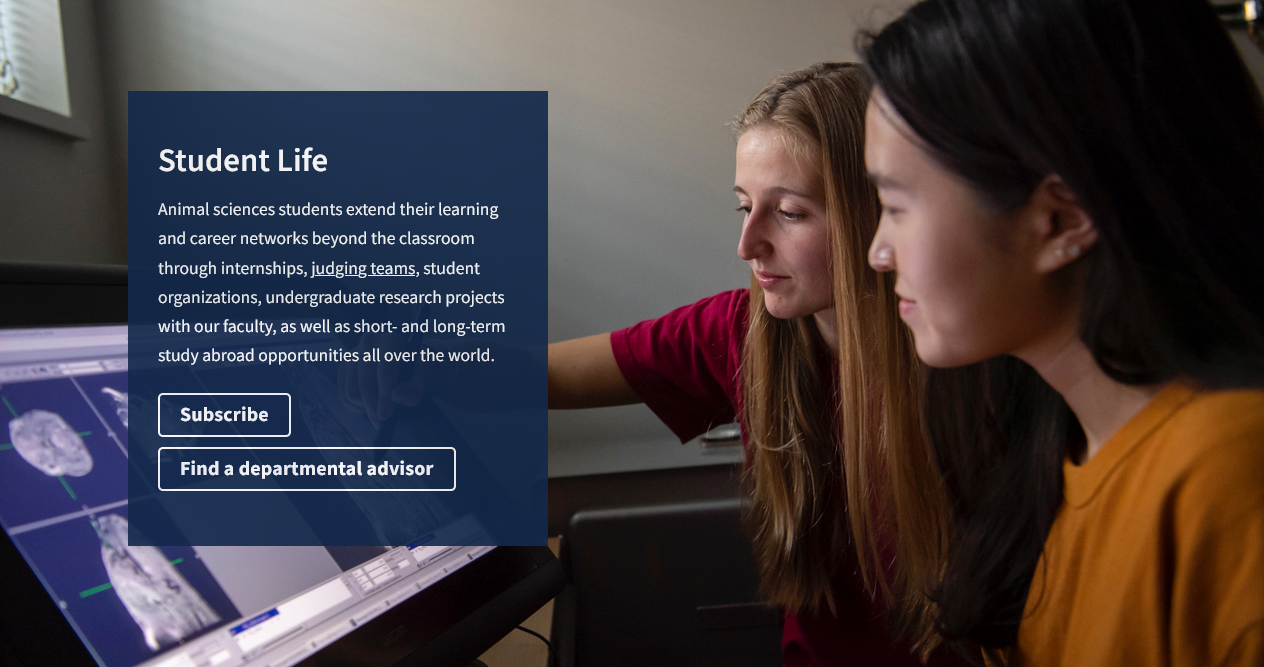 Student Life
Animal sciences students extend their learning
and career networks beyond the classroom
through internships, judging teams, student
organizations, undergraduate research projects
with our faculty, as well as short- and long-term
study abroad opportunities all over the world.
Subscribe
Find a departmental advisor